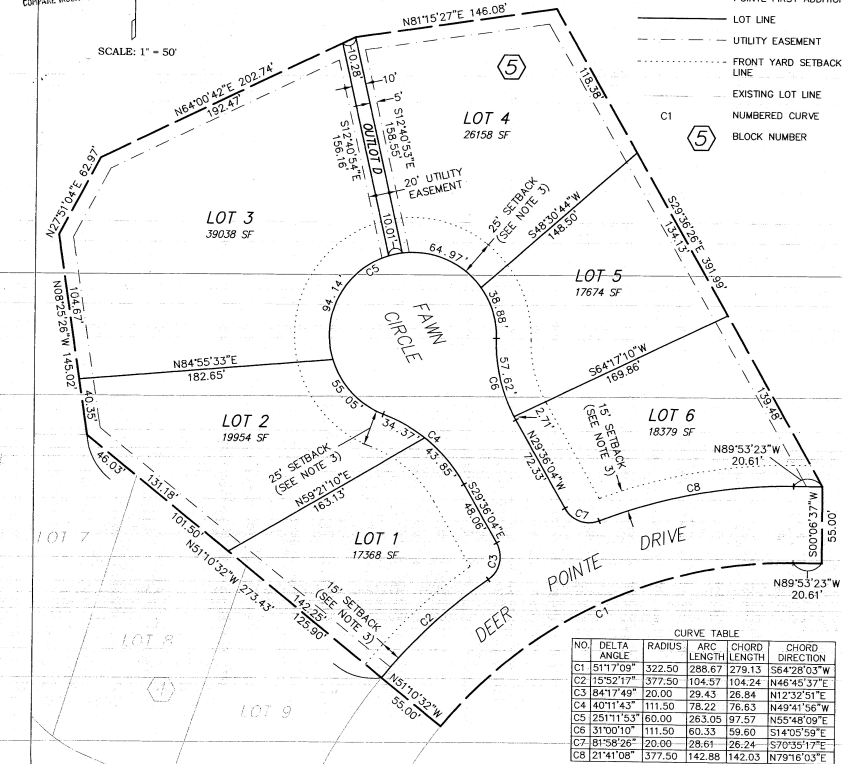 SCALE: 1" = 50'
LOT LINE
UTILITY EASEMENT
FRONT YARD SETBACK
LINE
EXISTING LOT LINE
C1 NUMBERED CURVE
5 BLOCK NUMBER
N81°15'27"E 146.08'
N64°00'42"E 202.74'
192.47'
10.28'
10'
5'
5
118.38'
LOT 4
26158 SF
OUTLOT D
S12°40'54"E
156.16'
S12°40'53"E
158.55'
20' UTILITY
EASEMENT
N27°51'04"E 62.97'
LOT 3
39038 SF
10.01'
64.97'
25' SETBACK
(SEE NOTE 3)
S48°30'44"W
148.50'
S29°36'26"E 391.99'
134.13'
LOT 5
17674 SF
C5
94.14'
FAWN
CIRCLE
38.88'
57.62'
C6
104.67'
N08°25'26"W 145.02'
N84°55'33"E
182.65'
S64°17'10"W
169.86'
55.05'
40.35'
LOT 2
19954 SF
34.37'
C4
43.85'
2.71'
N29°36'04"W
72.33'
15' SETBACK
(SEE NOTE 3)
LOT 6
18379 SF
139.48'
N89°53'23"W
20.61'
46.03'
131.18'
101.50'
25' SETBACK
(SEE NOTE 3)
N59°21'10"E
163.13'
S29°36'04"E
48.06'
C7
C8
S00°06'37"W
55.00'
LOT 7
LOT 1
17368 SF
C3
DEER POINTE DRIVE
N51°10'32"W 273.43'
142.25'
125.90'
15' SETBACK
(SEE NOTE 3)
C2
C1
N89°53'23"W
20.61'
LOT 8
LOT 9
N51°10'32"W
55.00'
CURVE TABLE
NO. DELTA ANGLE RADIUS ARC LENGTH CHORD LENGTH CHORD DIRECTION
C1 51°17'09" 322.50 288.67 279.13 S64°28'03"W
C2 15°52'17" 377.50 104.57 104.24 N46°45'37"E
C3 84°17'49" 20.00 29.43 26.84 N12°32'51"E
C4 40°11'43" 111.50 78.22 76.63 N49°41'56"W
C5 251°11'53" 60.00 263.05 97.57 N55°48'09"E
C6 31°00'10" 111.50 60.33 59.60 S14°05'59"E
C7 81°58'26" 20.00 28.61 26.24 S70°35'17"E
C8 21°41'08" 377.50 142.88 142.03 N79°16'03"E